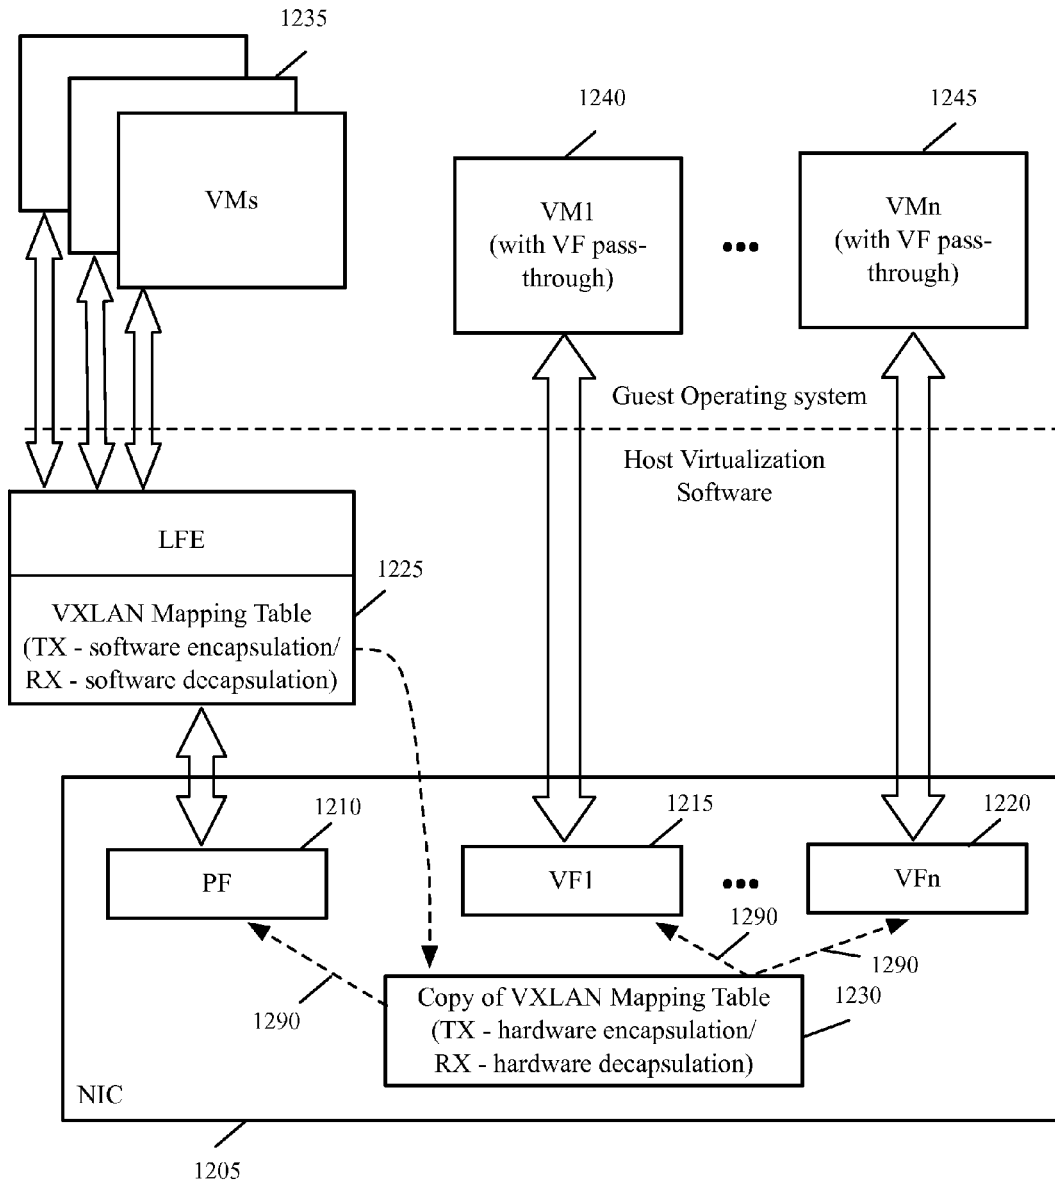 1235
1240
1245
VMs
VM1
(with VF pass-
through)
VMn
(with VF pass-
through)
Guest Operating system
Host Virtualization
Software
LFE
1225
VXLAN Mapping Table
(TX - software encapsulation/
RX - software decapsulation)
1210
1215
1220
PF
VF1
VFn
1290
1290
1290
Copy of VXLAN Mapping Table
(TX - hardware encapsulation/
RX - hardware decapsulation)
1230
NIC
1205